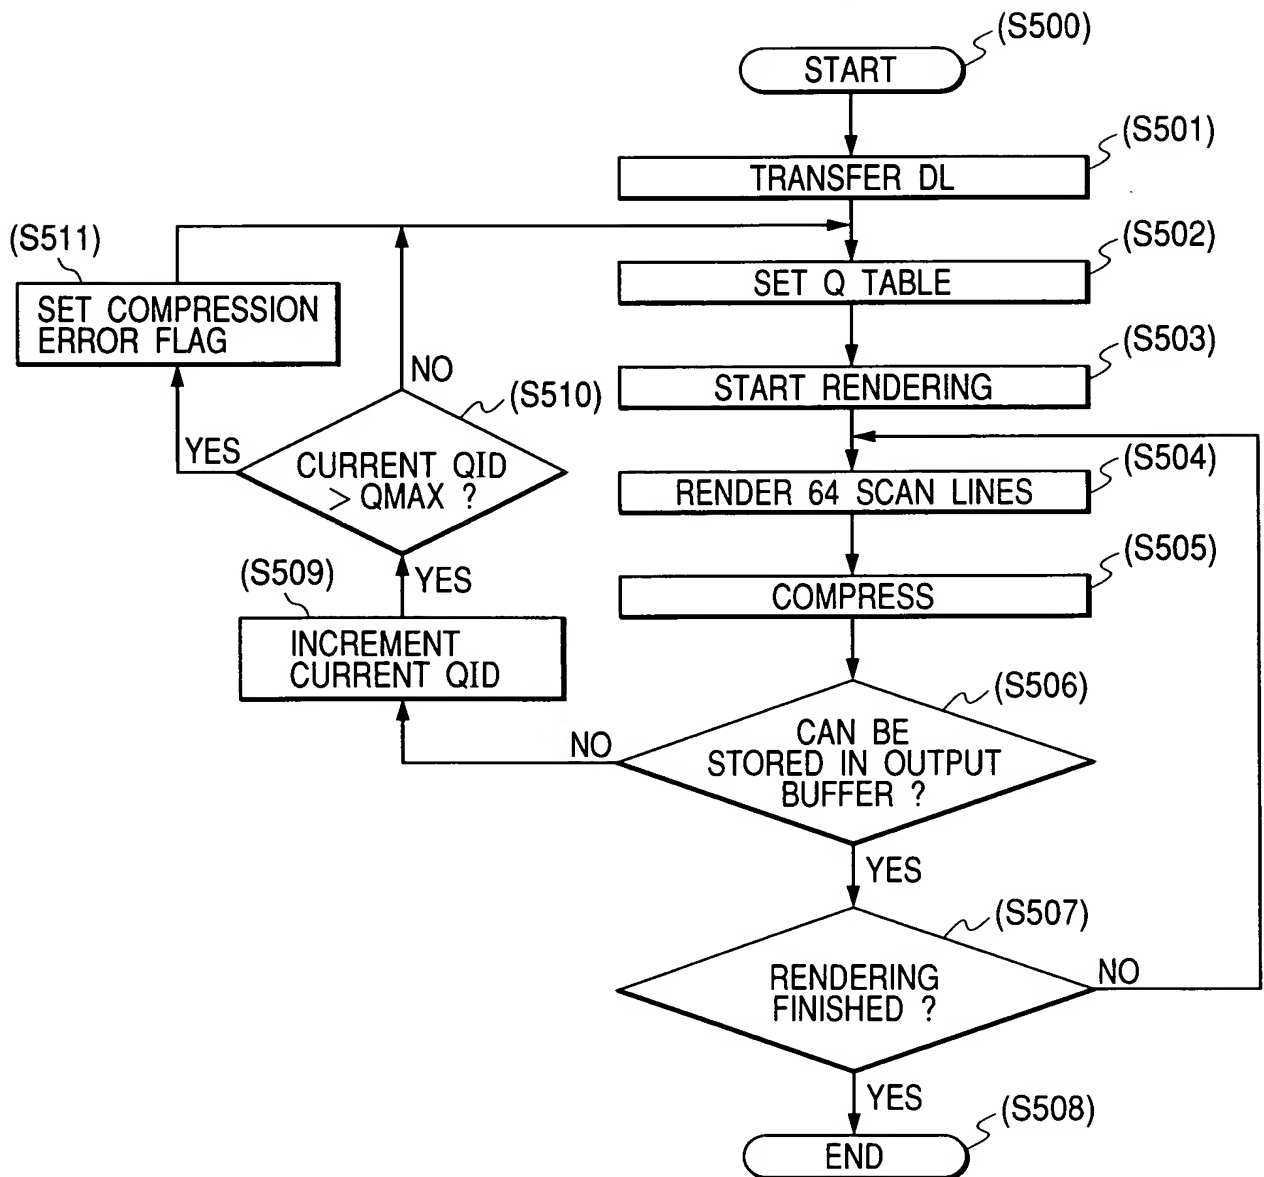 (S500)
START
(S501)
TRANSFER DL
(S502)
SET Q TABLE
(S503)
START RENDERING
(S504)
RENDER 64 SCAN LINES
(S505)
COMPRESS
(S506)
CAN BE
STORED IN OUTPUT
BUFFER ?
NO
YES
(S507)
RENDERING
FINISHED ?
NO
YES
(S508)
END
(S509)
INCREMENT
CURRENT QID
YES
(S510)
CURRENT QID
> QMAX ?
NO
YES
(S511)
SET COMPRESSION
ERROR FLAG